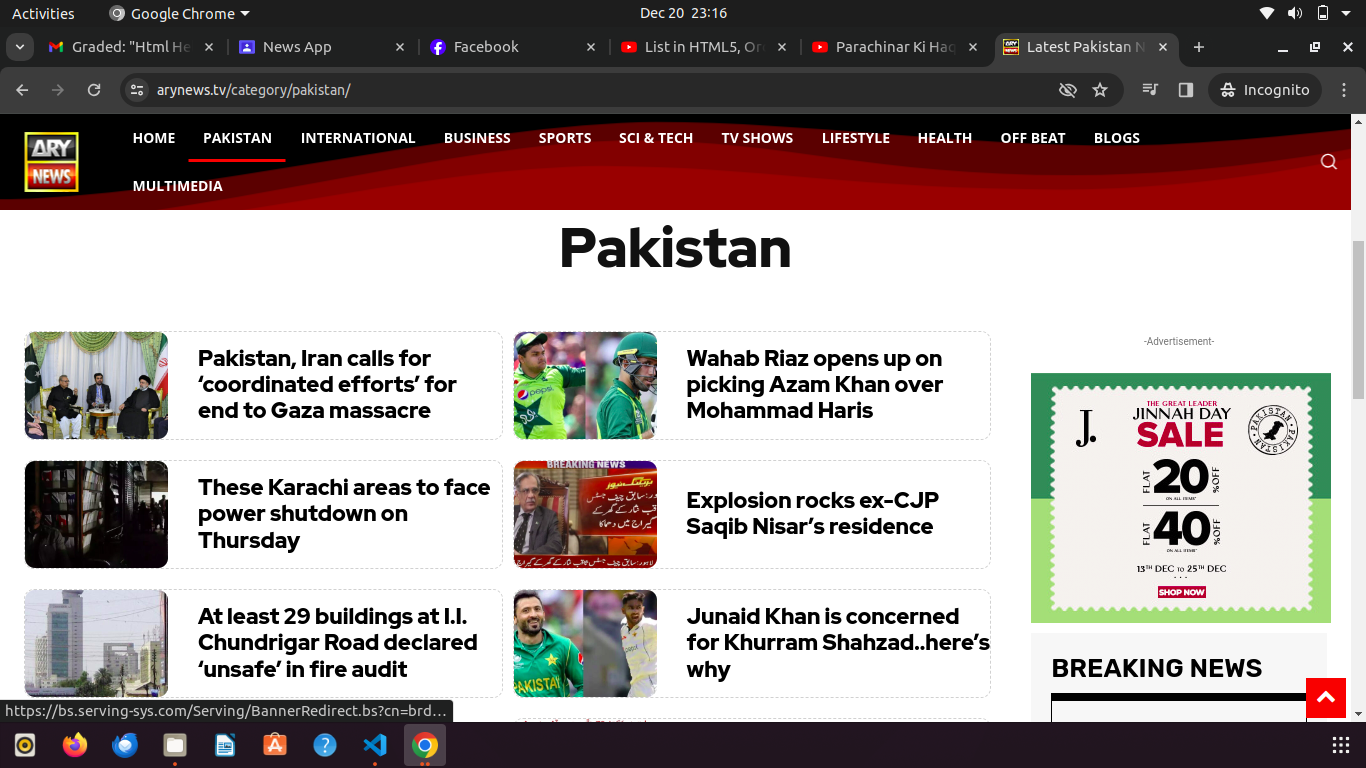 Activities
Google Chrome
Dec 20 23:16
Graded: "Html He
News App
Facebook
List in HTML5, Or
Parachinar Ki Haq
Latest Pakistan N
arynews.tv/category/pakistan/
Incognito
ARY
NEWS
HOME
PAKISTAN
INTERNATIONAL
BUSINESS
SPORTS
SCI & TECH
TV SHOWS
LIFESTYLE
HEALTH
OFF BEAT
BLOGS
MULTIMEDIA
Pakistan
Pakistan, Iran calls for
‘coordinated efforts’ for
end to Gaza massacre
pepsi
Wahab Riaz opens up on
picking Azam Khan over
Mohammad Haris
These Karachi areas to face
power shutdown on
Thursday
BREAKING NEWS
Explosion rocks ex-CJP
Saqib Nisar’s residence
At least 29 buildings at I.I.
Chundrigar Road declared
‘unsafe’ in fire audit
PAKISTAN
Junaid Khan is concerned
for Khurram Shahzad..here’s
why
-Advertisement-
J.
THE GREAT LEADER
JINNAH DAY
SALE
PAKISTAN • PAKISTAN
FLAT 20 % OFF
ON ALL ITEMS*
FLAT 40 % OFF
ON ALL ITEMS*
13TH DEC TO 25TH DEC
SHOP NOW
BREAKING NEWS
https://bs.serving-sys.com/Serving/BannerRedirect.bs?cn=brd...